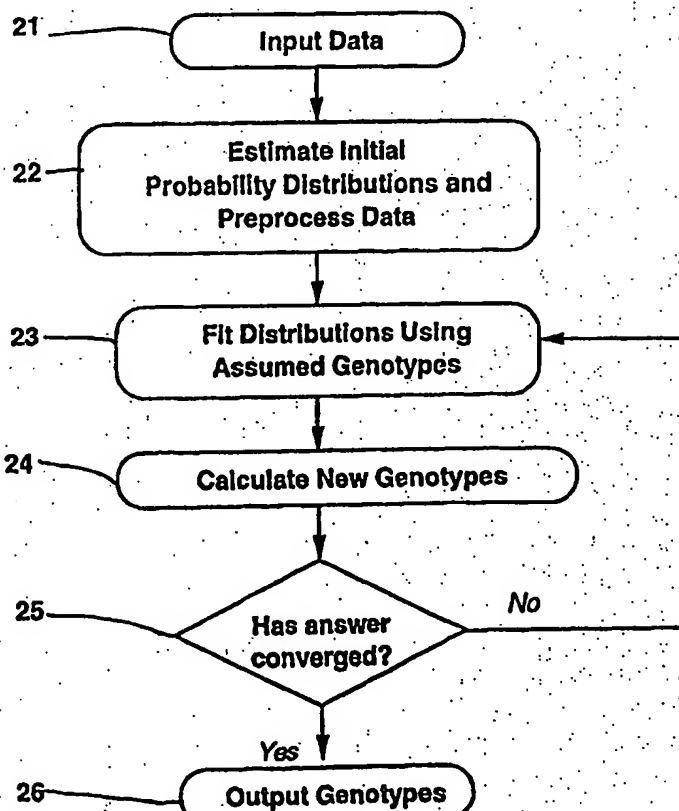 21
Input Data
22
Estimate Initial
Probability Distributions and
Preprocess Data
23
Fit Distributions Using
Assumed Genotypes
24
Calculate New Genotypes
25
Has answer
converged?
No
Yes
26
Output Genotypes